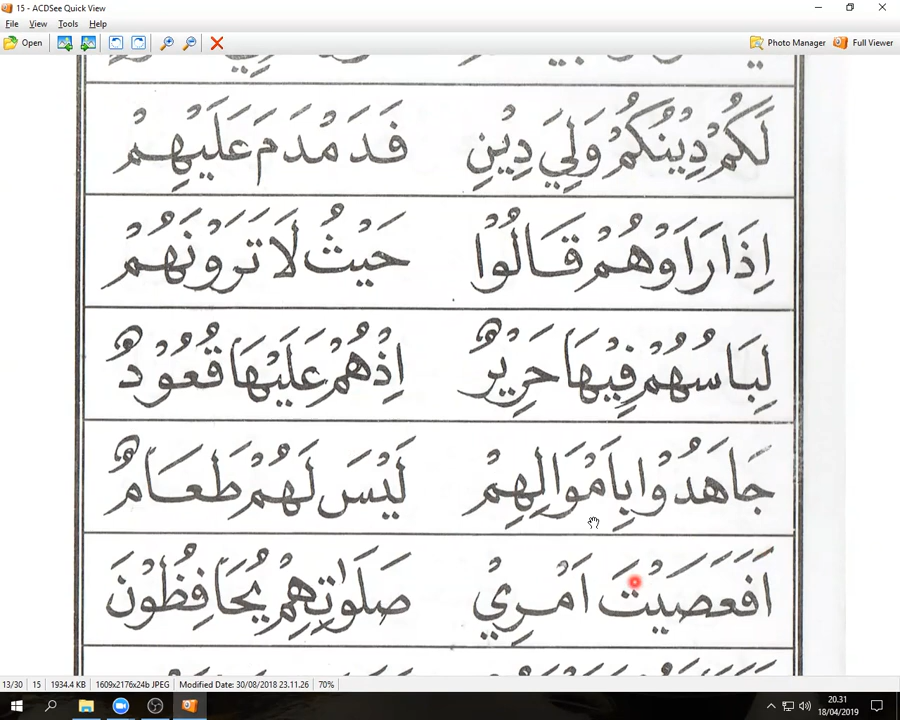 15 - ACDSee Quick View
File View Tools Help
Open Photo Manager Full Viewer
لَكُمْ دِيْنُكُمْ وَلِيَ دِيْنِ فَدَ مْدَ مَ عَلَيْهِمْ
اِذَا رَاَوْهُمْ قَالُوْا حَيْثُ لَا تَرَوْنَهُمْ
لِبَاسُهُمْ فِيْهَا حَرِيْرٌ اِذْهُمْ عَلَيْهَا قُعُوْدٌ
جَاهَدُوْا بِاَمْوَالِهِمْ لَيْسَ لَهُمْ طَعَامٌ
اَفَعَصَيْتَ اَمْرِيْ صَلَوٰتِهِمْ يُحَافِظُوْنَ
13/30 15 1934.4 KB 1609x2176x24b JPEG Modified Date: 30/08/2018 23.11.26 70%
20.31
18/04/2019